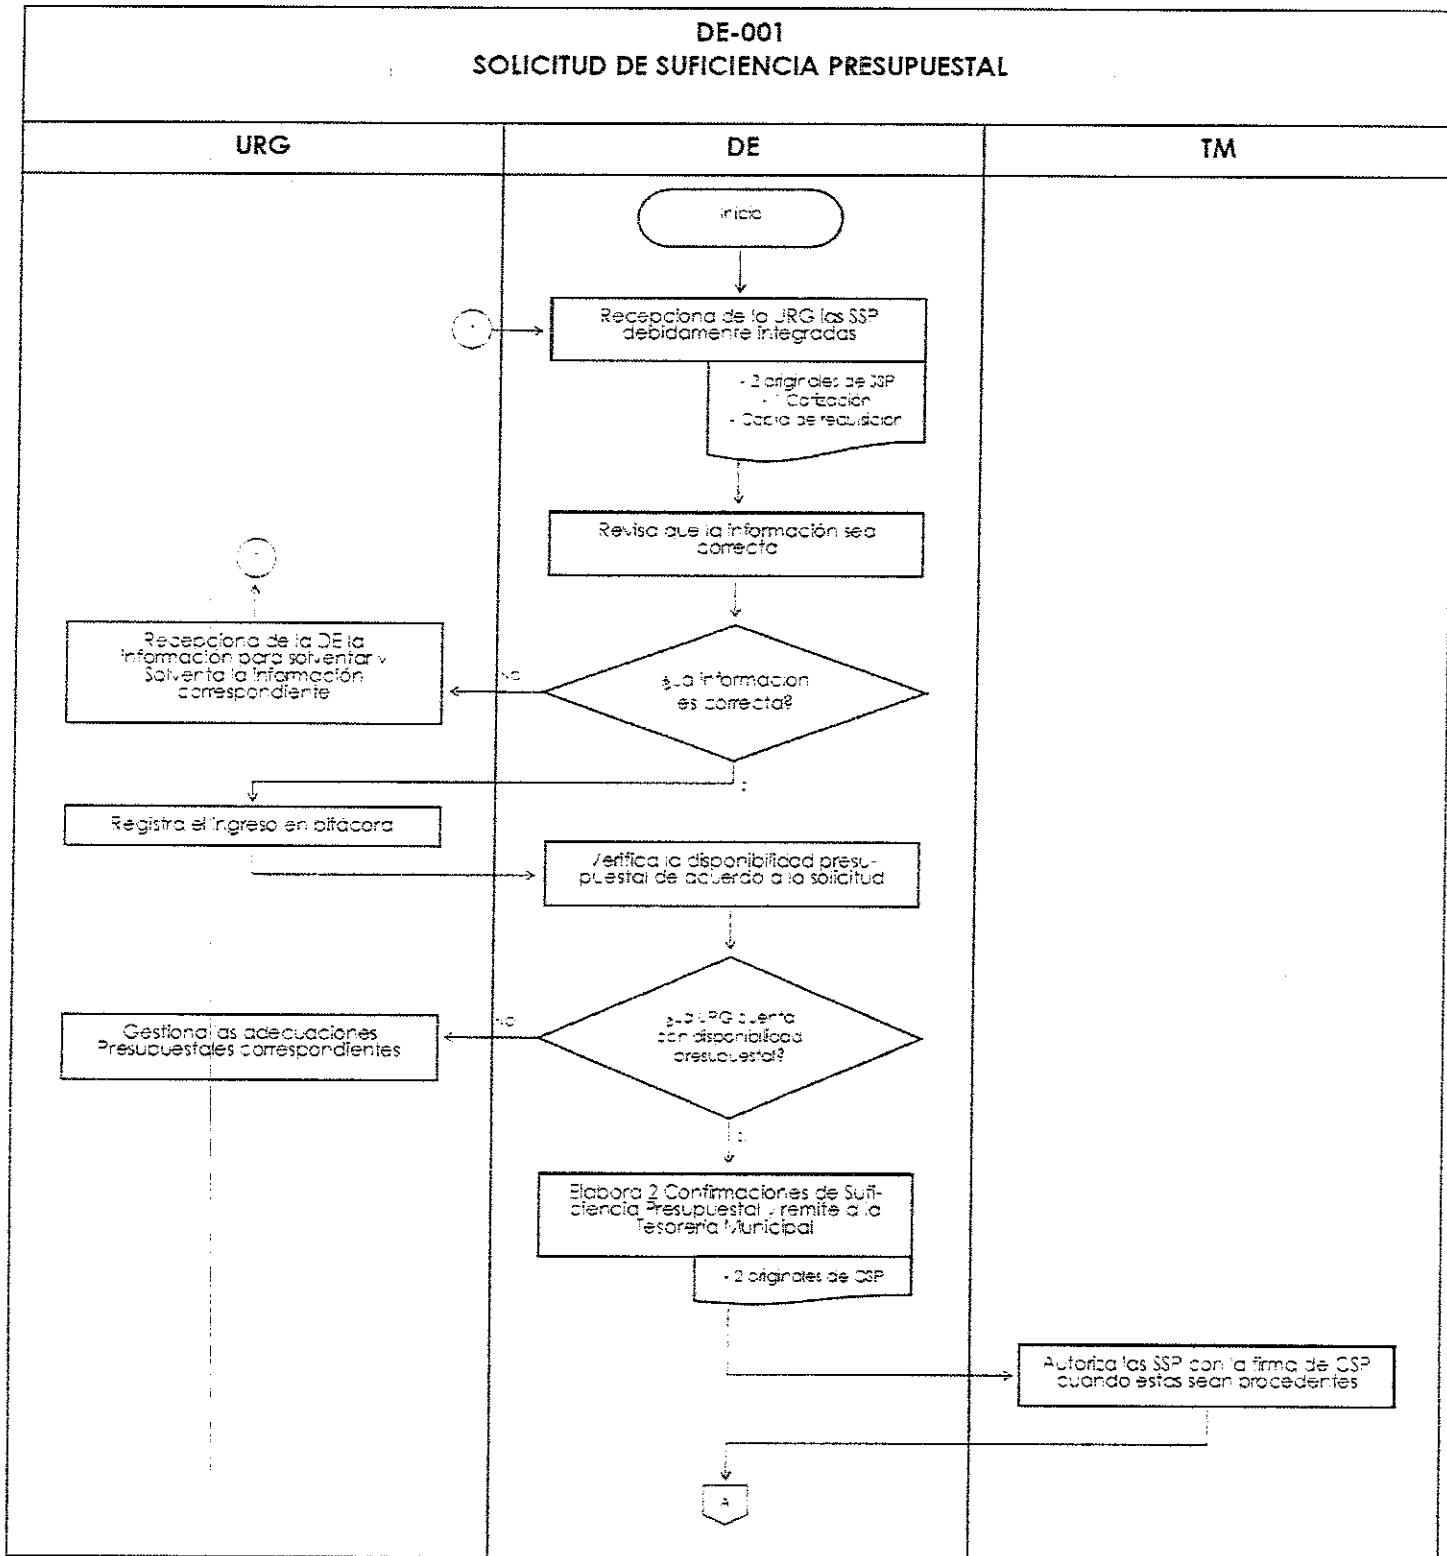 DE-001
SOLICITUD DE SUFICIENCIA PRESUPUESTAL
URG
DE
TM
Inicio
Recepciona de la URG las SSP
debidamente integradas
- 2 originales de SSP
- 1 Cotización
- Copia de requisición
Revisa que la información sea
correcta
Recepciona de la DE la
información para solventar y
Solventa la información
correspondiente
NO
¿La información
es correcta?
Registra el ingreso en bitácora
Verifica la disponibilidad presu-
puestal de acuerdo a la solicitud
Gestiona las adecuaciones
Presupuestales correspondientes
NO
¿La URG cuenta
con disponibilidad
presupuestal?
Elabora 2 Confirmaciones de Sufi-
ciencia Presupuestal y remite a la
Tesorería Municipal
- 2 originales de CSP
Autoriza las SSP con la firma de CSP
cuando estas sean procedentes
A